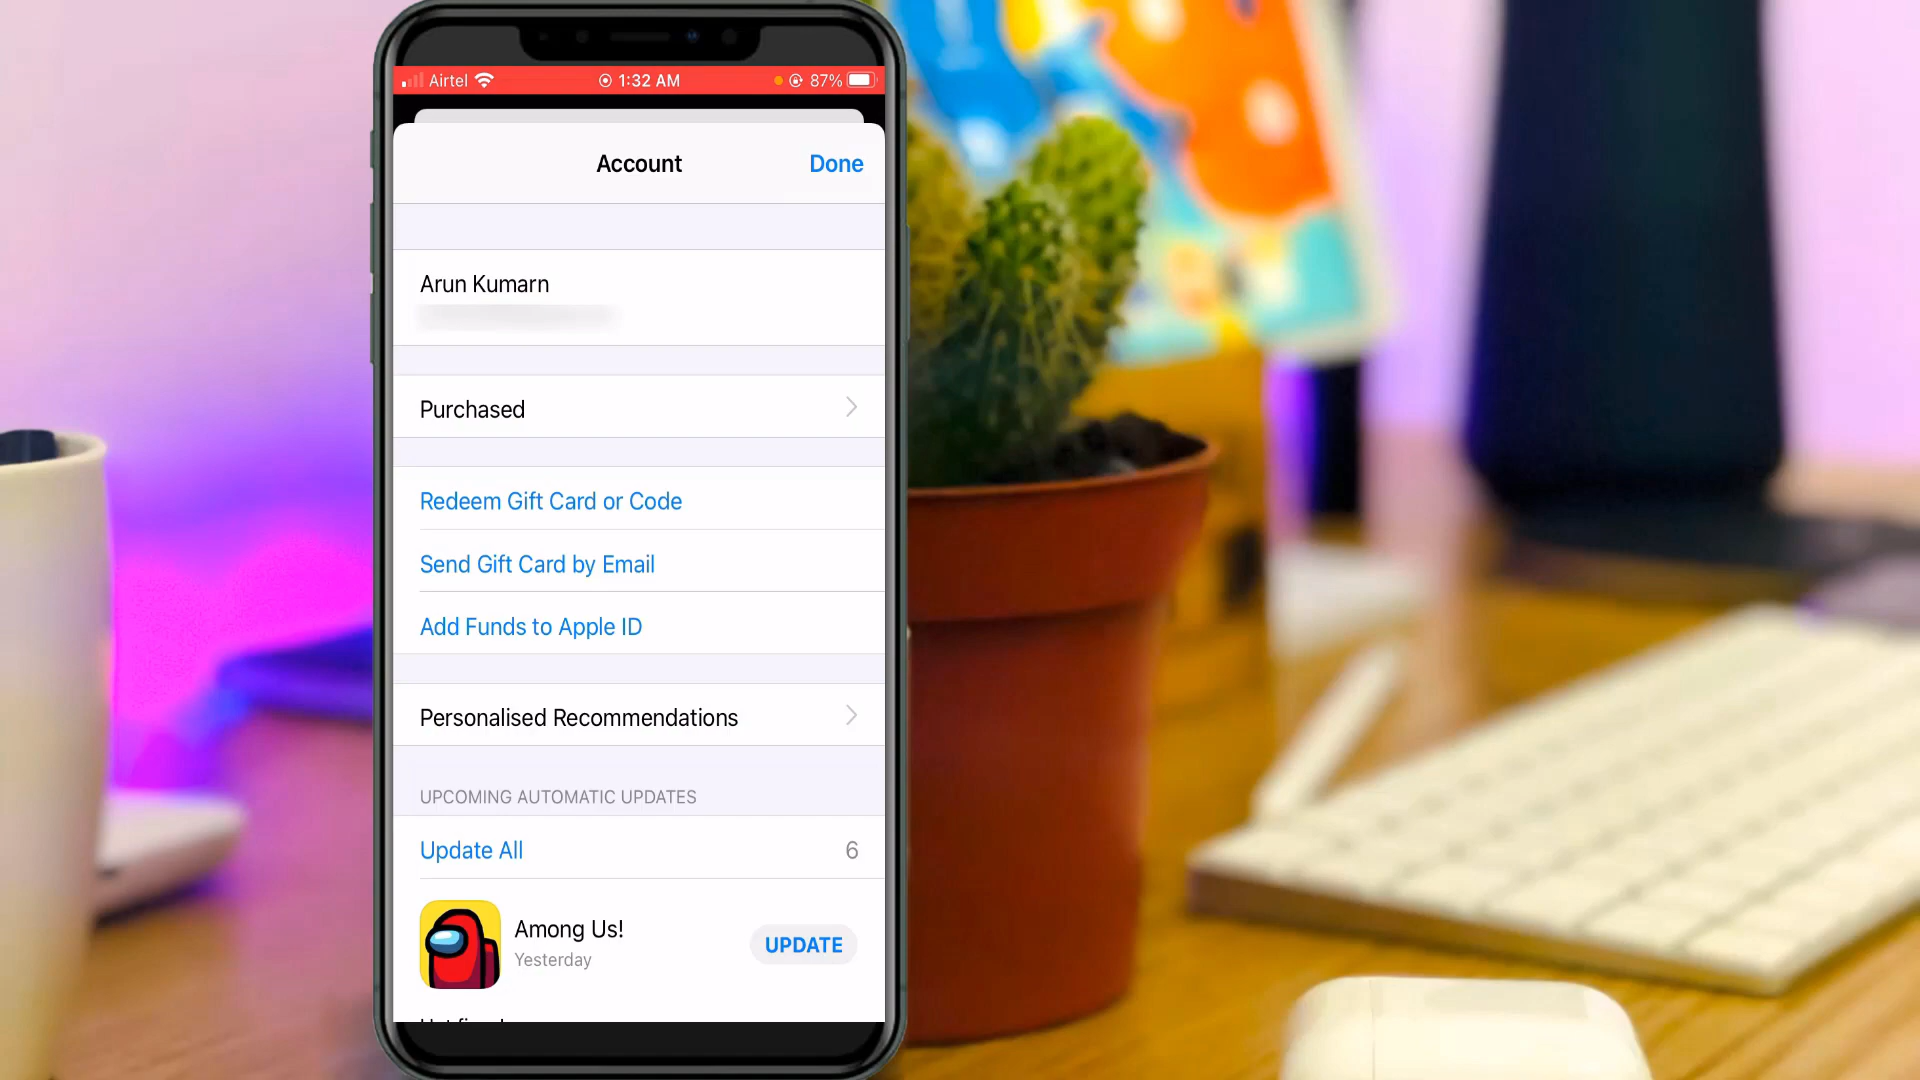 Airtel 1:32 AM 87%
Account Done
Arun Kumarn
Purchased
Redeem Gift Card or Code
Send Gift Card by Email
Add Funds to Apple ID
Personalised Recommendations
UPCOMING AUTOMATIC UPDATES
Update All 6
Among Us!
Yesterday
UPDATE